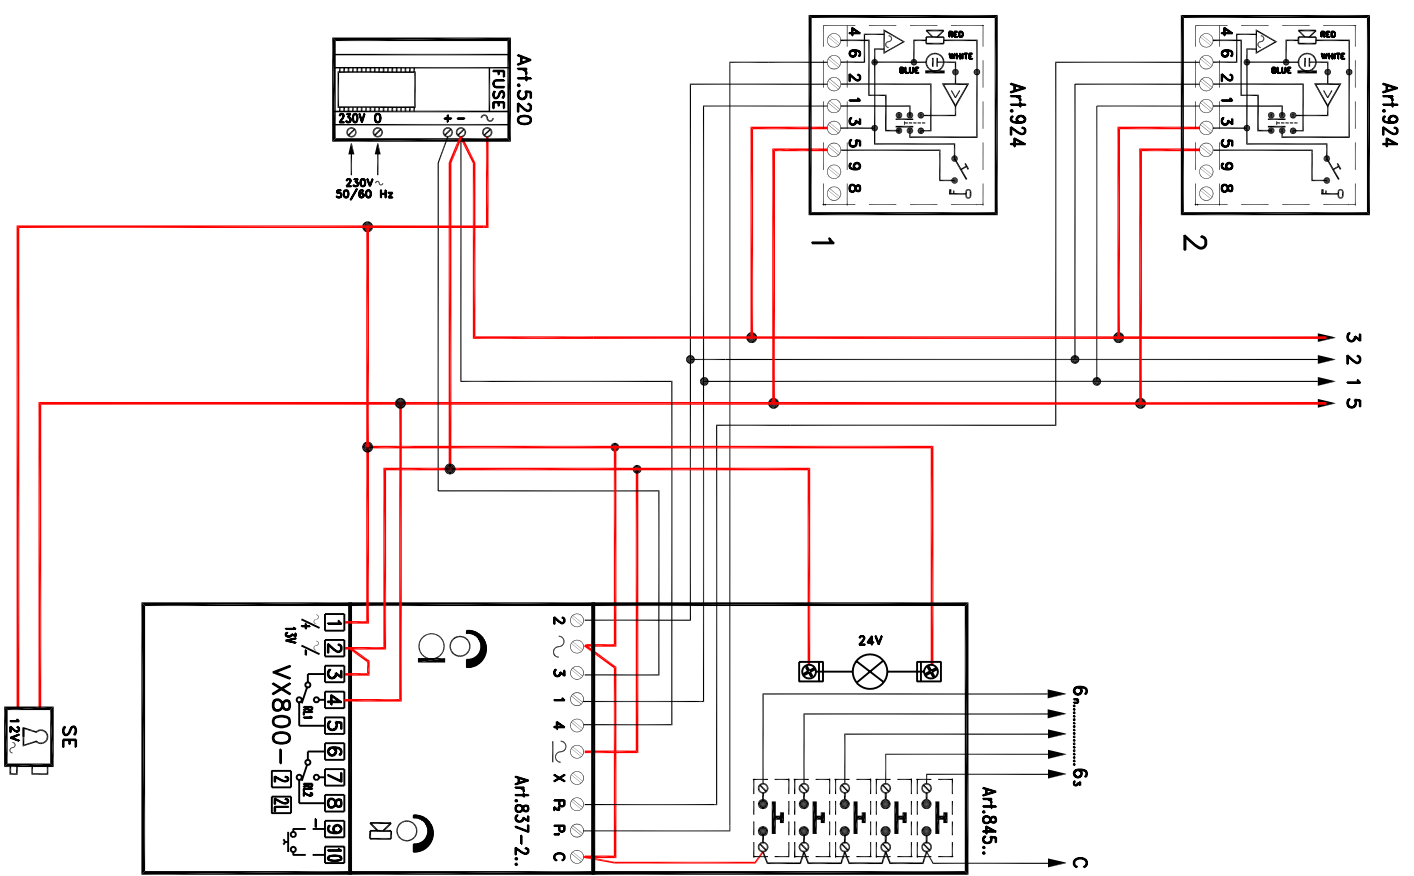 Art.520
FUSE
230V 0 + - ~
230V~
50/60 Hz
Art.924
4
6
2
1
3
5
9
8
RED
WHITE
BLUE
1
Art.924
4
6
2
1
3
5
9
8
RED
WHITE
BLUE
2
3
2
1
5
SE
12V~
VX800-
2
2L
~/+
13V
~/-
1
2
3
4
5
6
7
8
9
10
RL1
RL2
Art.837-2..
2
~
3
1
4
~
X
P2
P1
C
24V
Art.845..
6n..............63
C